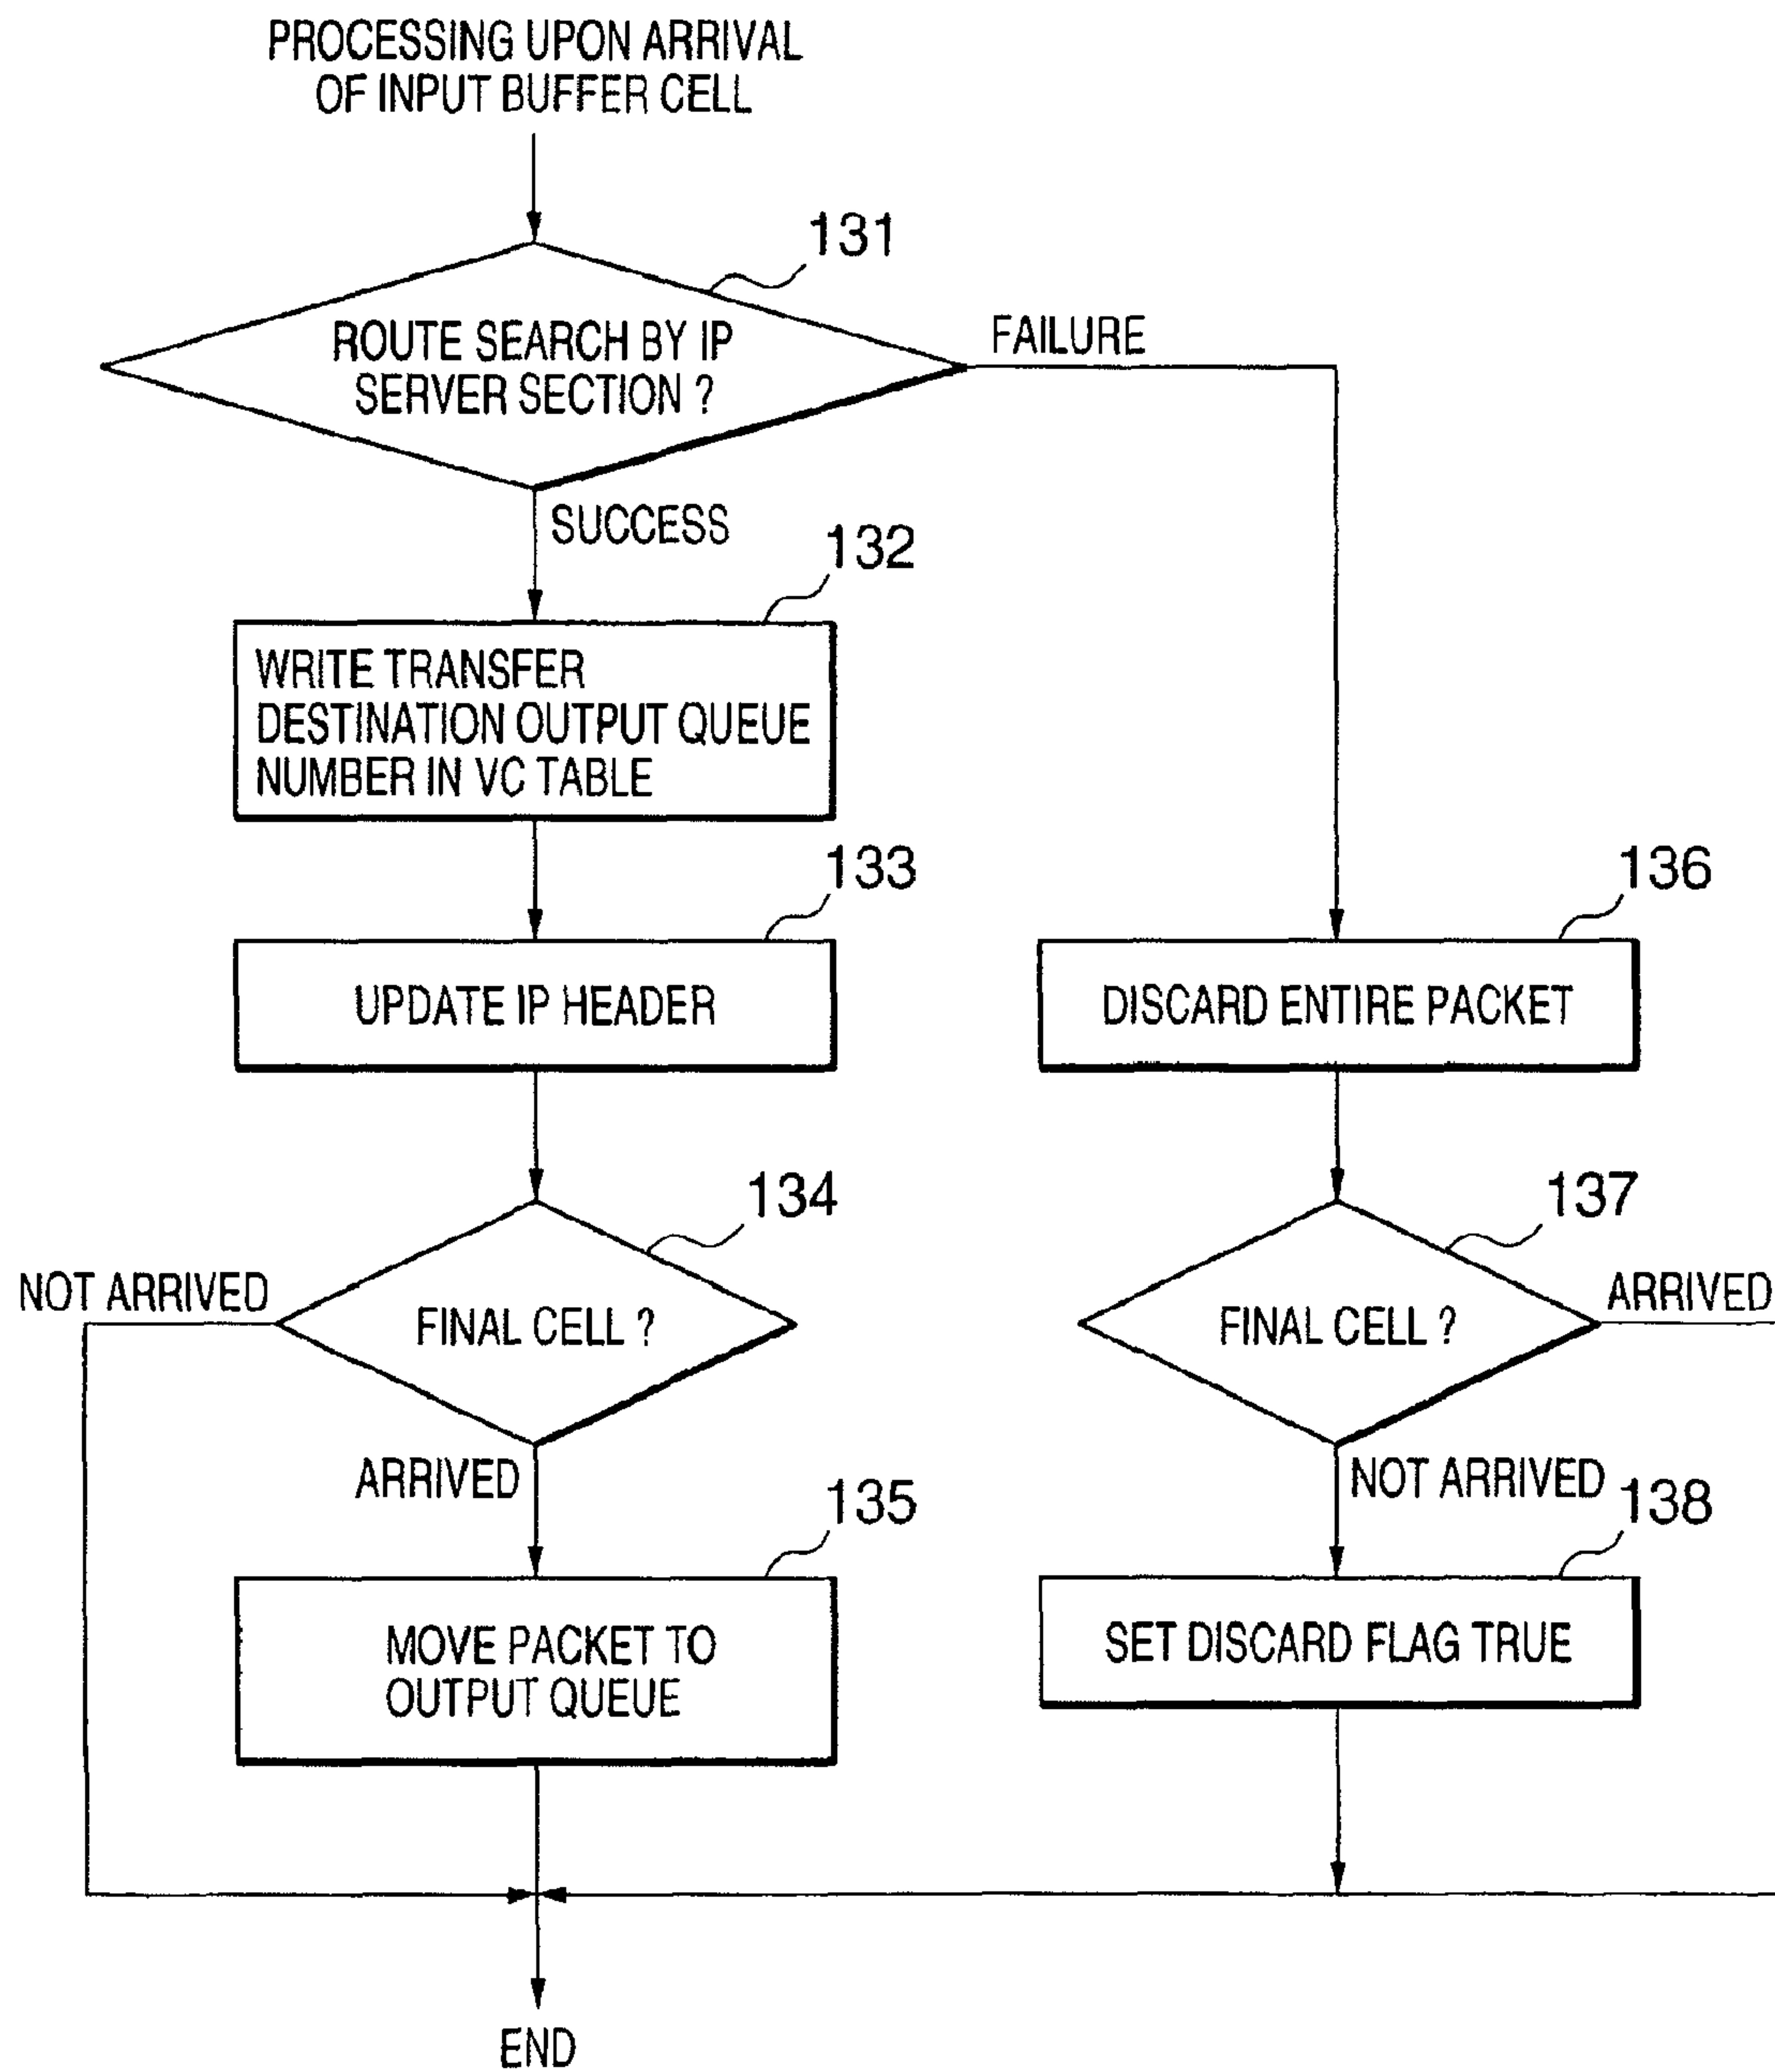 PROCESSING UPON ARRIVAL
OF INPUT BUFFER CELL
131
ROUTE SEARCH BY IP
SERVER SECTION ?
FAILURE
SUCCESS
132
WRITE TRANSFER
DESTINATION OUTPUT QUEUE
NUMBER IN VC TABLE
133
UPDATE IP HEADER
136
DISCARD ENTIRE PACKET
134
NOT ARRIVED
FINAL CELL ?
ARRIVED
137
FINAL CELL ?
ARRIVED
NOT ARRIVED
135
MOVE PACKET TO
OUTPUT QUEUE
138
SET DISCARD FLAG TRUE
END